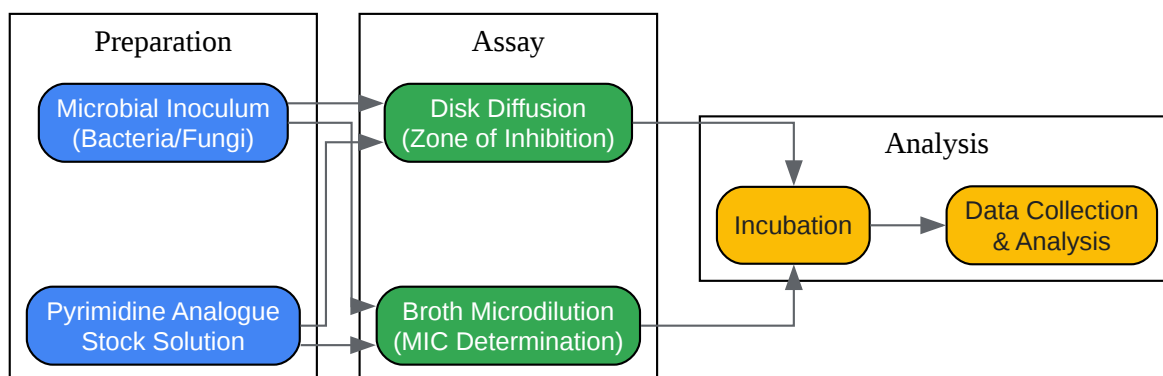 Preparation
Microbial Inoculum
(Bacteria/Fungi)
Pyrimidine Analogue
Stock Solution
Assay
Disk Diffusion
(Zone of Inhibition)
Broth Microdilution
(MIC Determination)
Analysis
Incubation
Data Collection
& Analysis